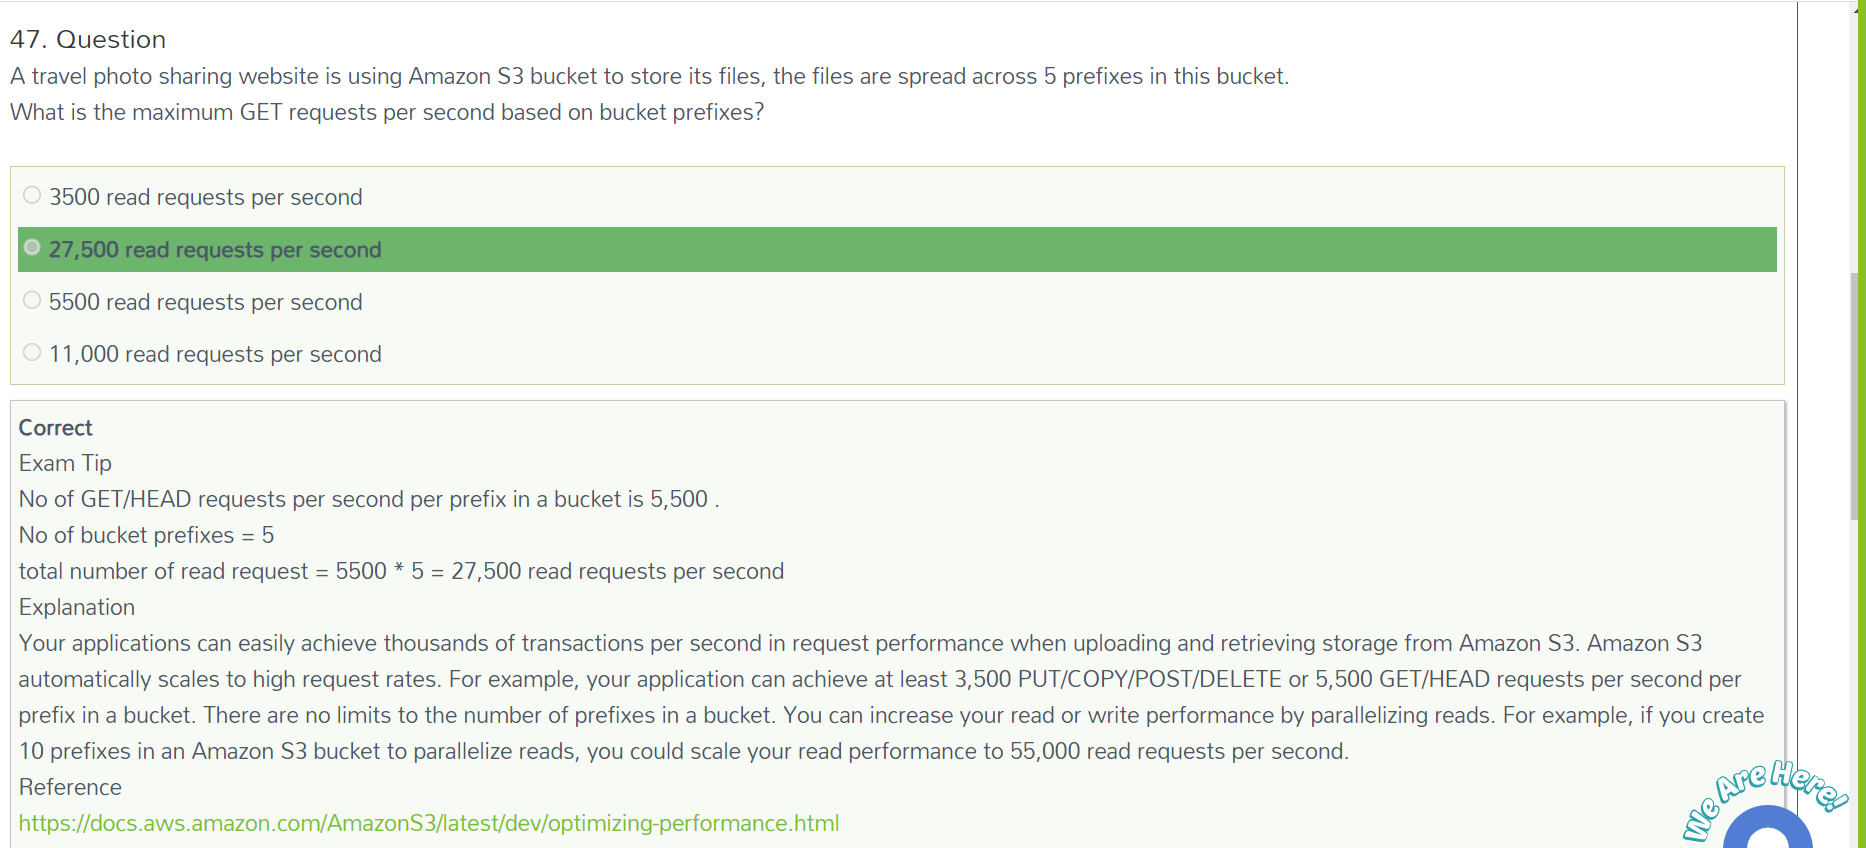 47. Question
A travel photo sharing website is using Amazon S3 bucket to store its files, the files are spread across 5 prefixes in this bucket.
What is the maximum GET requests per second based on bucket prefixes?
3500 read requests per second
27,500 read requests per second
5500 read requests per second
11,000 read requests per second
Correct
Exam Tip
No of GET/HEAD requests per second per prefix in a bucket is 5,500 .
No of bucket prefixes = 5
total number of read request = 5500 * 5 = 27,500 read requests per second
Explanation
Your applications can easily achieve thousands of transactions per second in request performance when uploading and retrieving storage from Amazon S3. Amazon S3
automatically scales to high request rates. For example, your application can achieve at least 3,500 PUT/COPY/POST/DELETE or 5,500 GET/HEAD requests per second per
prefix in a bucket. There are no limits to the number of prefixes in a bucket. You can increase your read or write performance by parallelizing reads. For example, if you create
10 prefixes in an Amazon S3 bucket to parallelize reads, you could scale your read performance to 55,000 read requests per second.
Reference
https://docs.aws.amazon.com/AmazonS3/latest/dev/optimizing-performance.html
We Are Here!